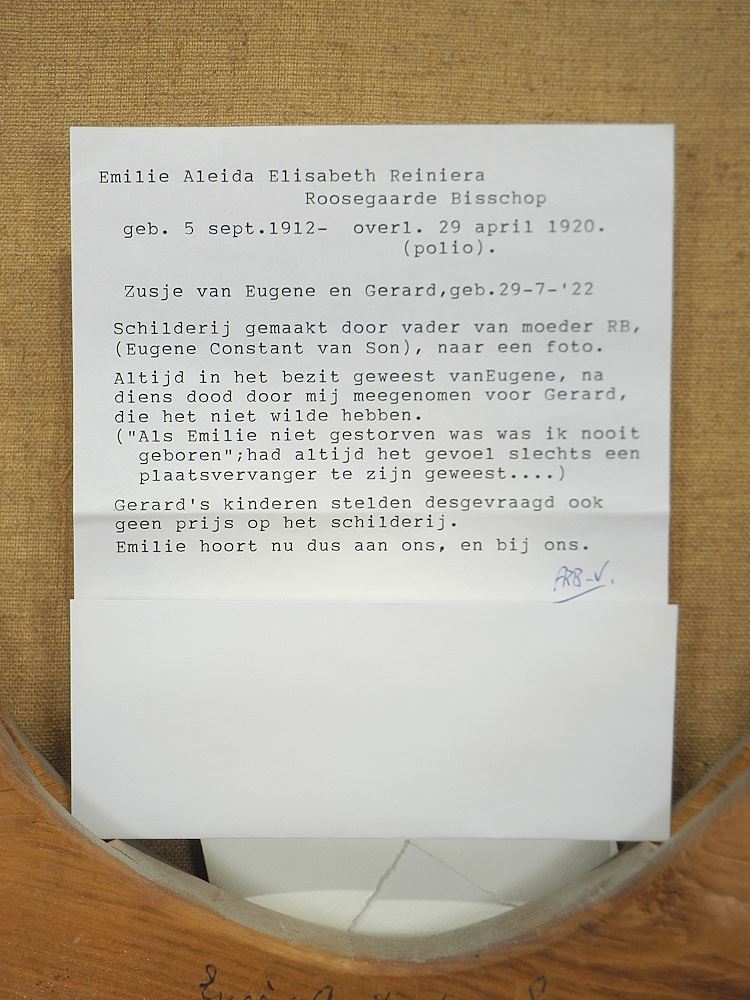 Emilie Aleida Elisabeth Reiniera
Roosegaarde Bisschop
geb. 5 sept.1912- overl. 29 april 1920.
(polio).
Zusje van Eugene en Gerard,geb.29-7-'22
Schilderij gemaakt door vader van moeder RB,
(Eugene Constant van Son), naar een foto.
Altijd in het bezit geweest vanEugene, na
diens dood door mij meegenomen voor Gerard,
die het niet wilde hebben.
("Als Emilie niet gestorven was was ik nooit
geboren";had altijd het gevoel slechts een
plaatsvervanger te zijn geweest....)
Gerard's kinderen stelden desgevraagd ook
geen prijs op het schilderij.
Emilie hoort nu dus aan ons, en bij ons.
ARB-V.